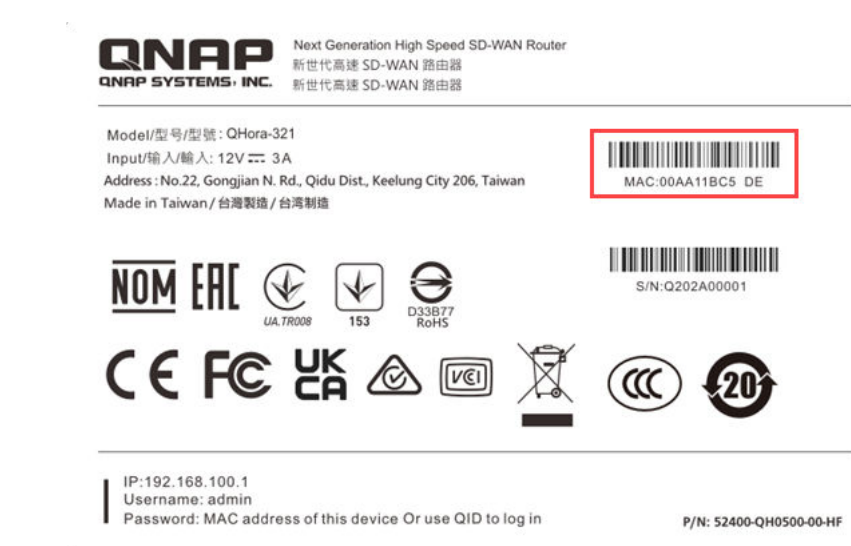 QNAP
QNAP SYSTEMS, INC.
Next Generation High Speed SD-WAN Router
新世代高速 SD-WAN 路由器
新世代高速 SD-WAN 路由器
Model/型号/型號: QHora-321
Input/输入/輸入: 12V ⎓ 3A
Address : No.22, Gongjian N. Rd., Qidu Dist., Keelung City 206, Taiwan
Made in Taiwan / 台灣製造 / 台湾制造
MAC:00AA11BC5 DE
S/N:Q202A00001
NOM EAC
UA.TR008
153
D33B77
RoHS
CE FC UK
CA
VCI
CCC
20
IP:192.168.100.1
Username: admin
Password: MAC address of this device Or use QID to log in
P/N: 52400-QH0500-00-HF